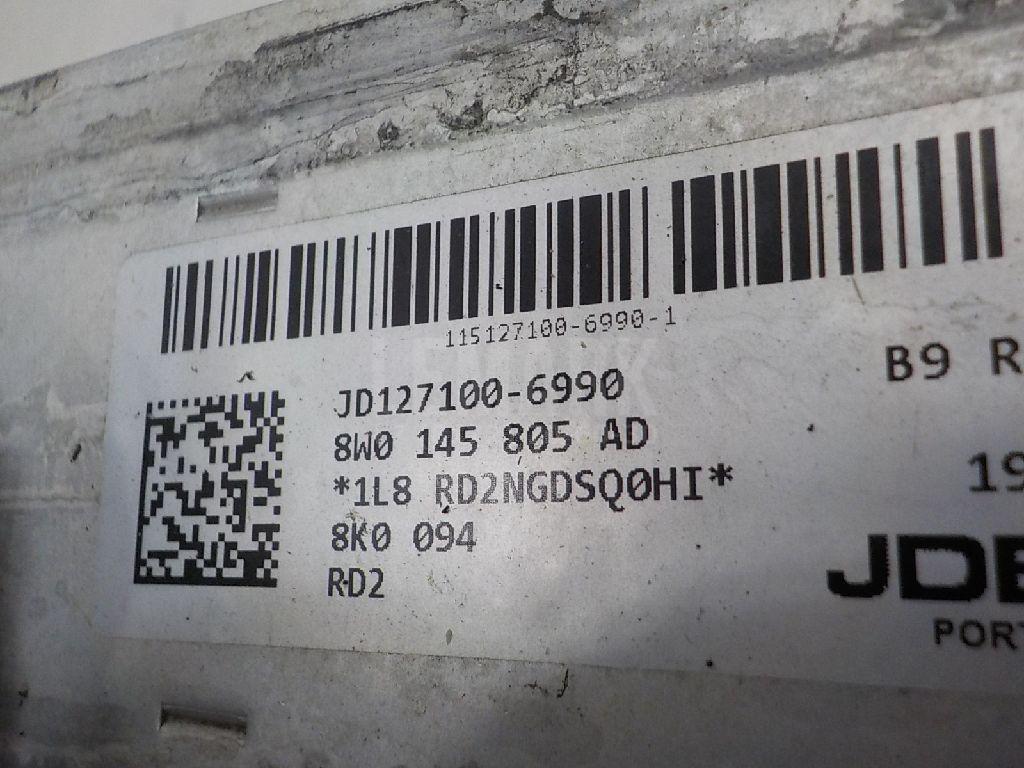 115127100-6990-1
JD127100-6990
8W0 145 805 AD
*1L8 RD2NGDSQ0HI*
8K0 094
RD2
B9 R
19
JDE
PORT